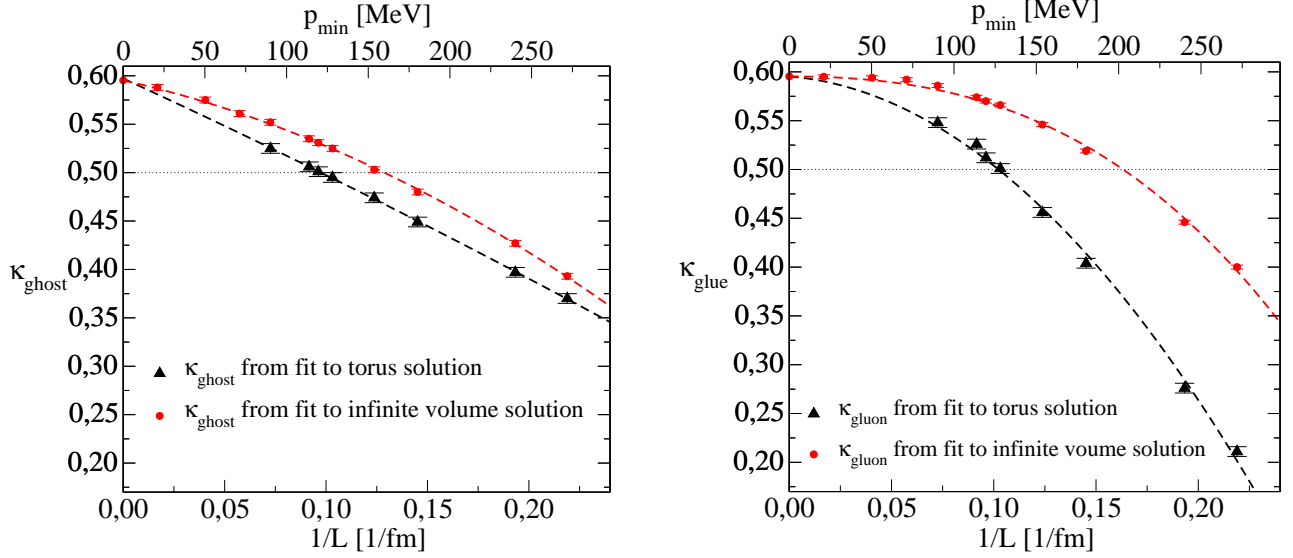 p_min [MeV]
0 50 100 150 200 250
0,60
0,55
0,50
0,45
0,40
0,35
0,30
0,25
0,20
κ_ghost
κ_ghost from fit to torus solution
κ_ghost from fit to infinite volume solution
0,00 0,05 0,10 0,15 0,20
1/L [1/fm]
p_min [MeV]
0 50 100 150 200 250
0,60
0,55
0,50
0,45
0,40
0,35
0,30
0,25
0,20
κ_glue
κ_gluon from fit to torus solution
κ_gluon from fit to infinite voume solution
0,00 0,05 0,10 0,15 0,20
1/L [1/fm]